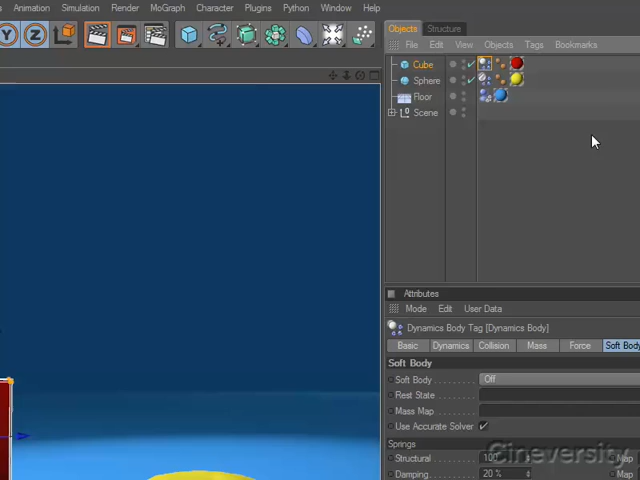 Animation Simulation Render MoGraph Character Plugins Python Window Help
Y Z
Objects Structure
File Edit View Objects Tags Bookmarks
Cube
Sphere
Floor
Scene
Attributes
Mode Edit User Data
Dynamics Body Tag [Dynamics Body]
Basic Dynamics Collision Mass Force Soft Body
Soft Body
Soft Body Off
Rest State
Mass Map
Use Accurate Solver
Springs
Structural 100 Map
Damping 20 % Map
Cineversity